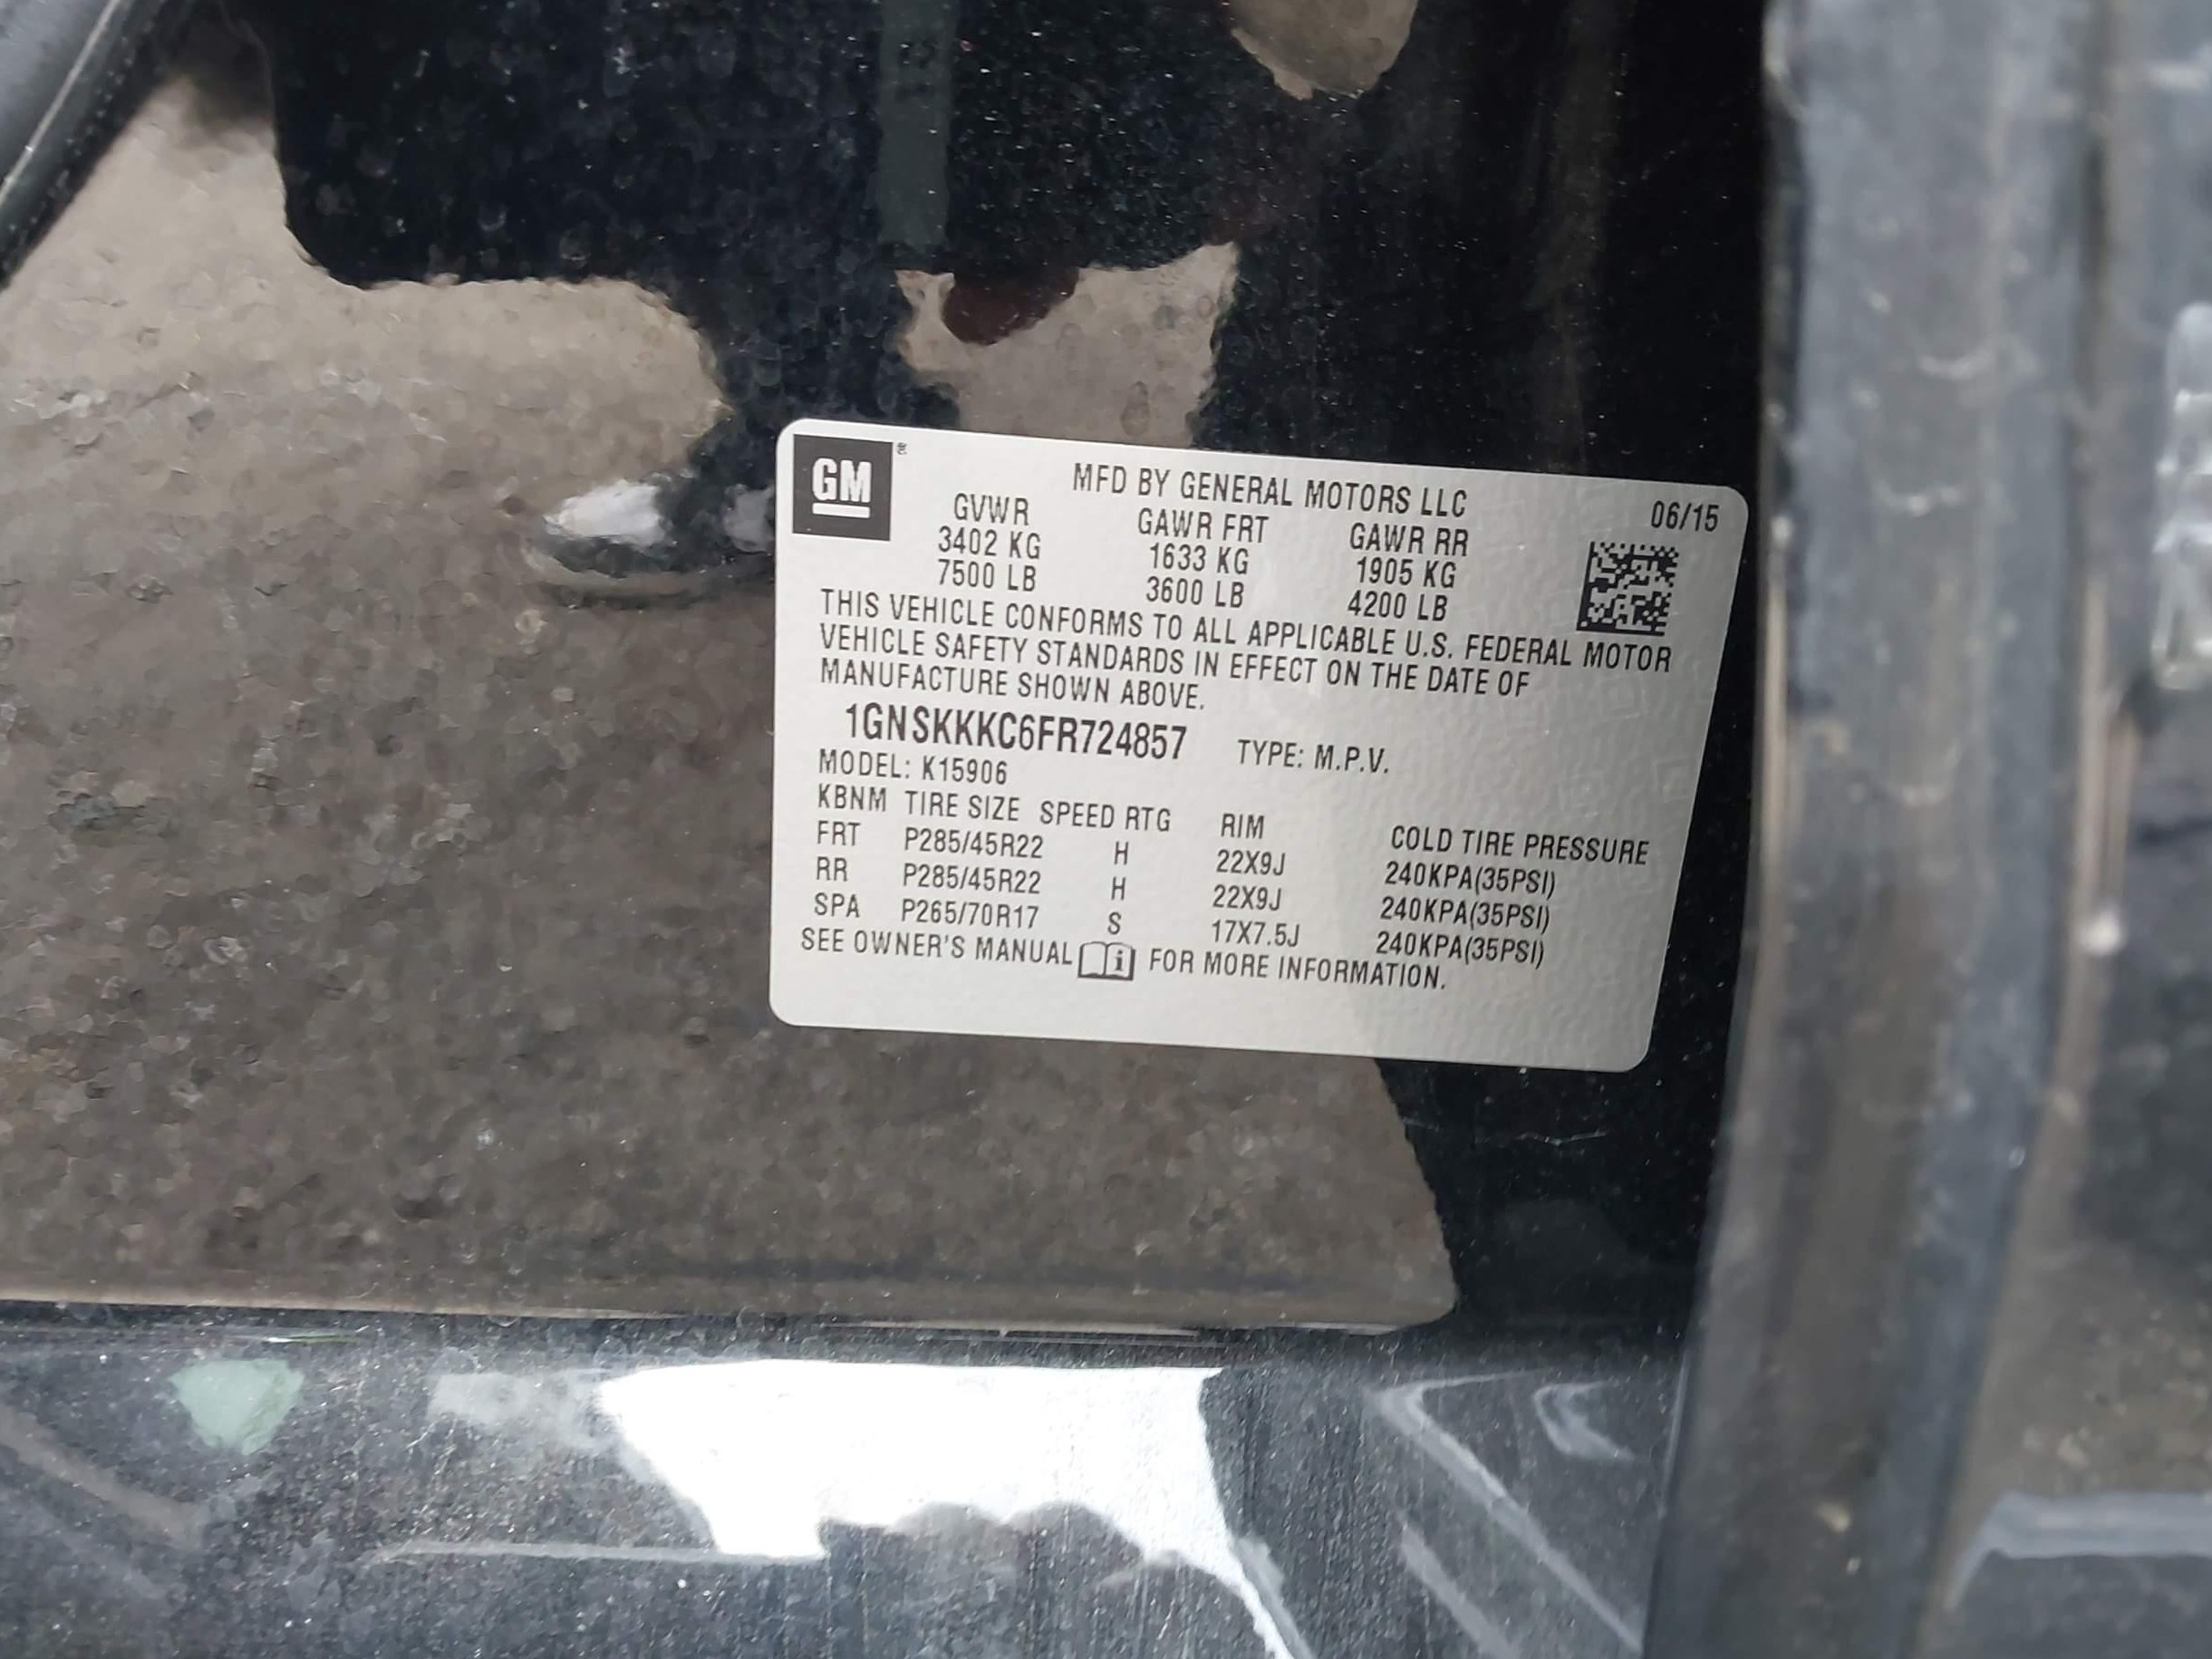 GM ®
MFD BY GENERAL MOTORS LLC 06/15
GVWR GAWR FRT GAWR RR
3402 KG 1633 KG 1905 KG
7500 LB 3600 LB 4200 LB
THIS VEHICLE CONFORMS TO ALL APPLICABLE U.S. FEDERAL MOTOR
VEHICLE SAFETY STANDARDS IN EFFECT ON THE DATE OF
MANUFACTURE SHOWN ABOVE.
1GNSKKKC6FR724857 TYPE: M.P.V.
MODEL: K15906
KBNM TIRE SIZE SPEED RTG RIM COLD TIRE PRESSURE
FRT P285/45R22 H 22X9J 240KPA(35PSI)
RR P285/45R22 H 22X9J 240KPA(35PSI)
SPA P265/70R17 S 17X7.5J 240KPA(35PSI)
SEE OWNER'S MANUAL i FOR MORE INFORMATION.